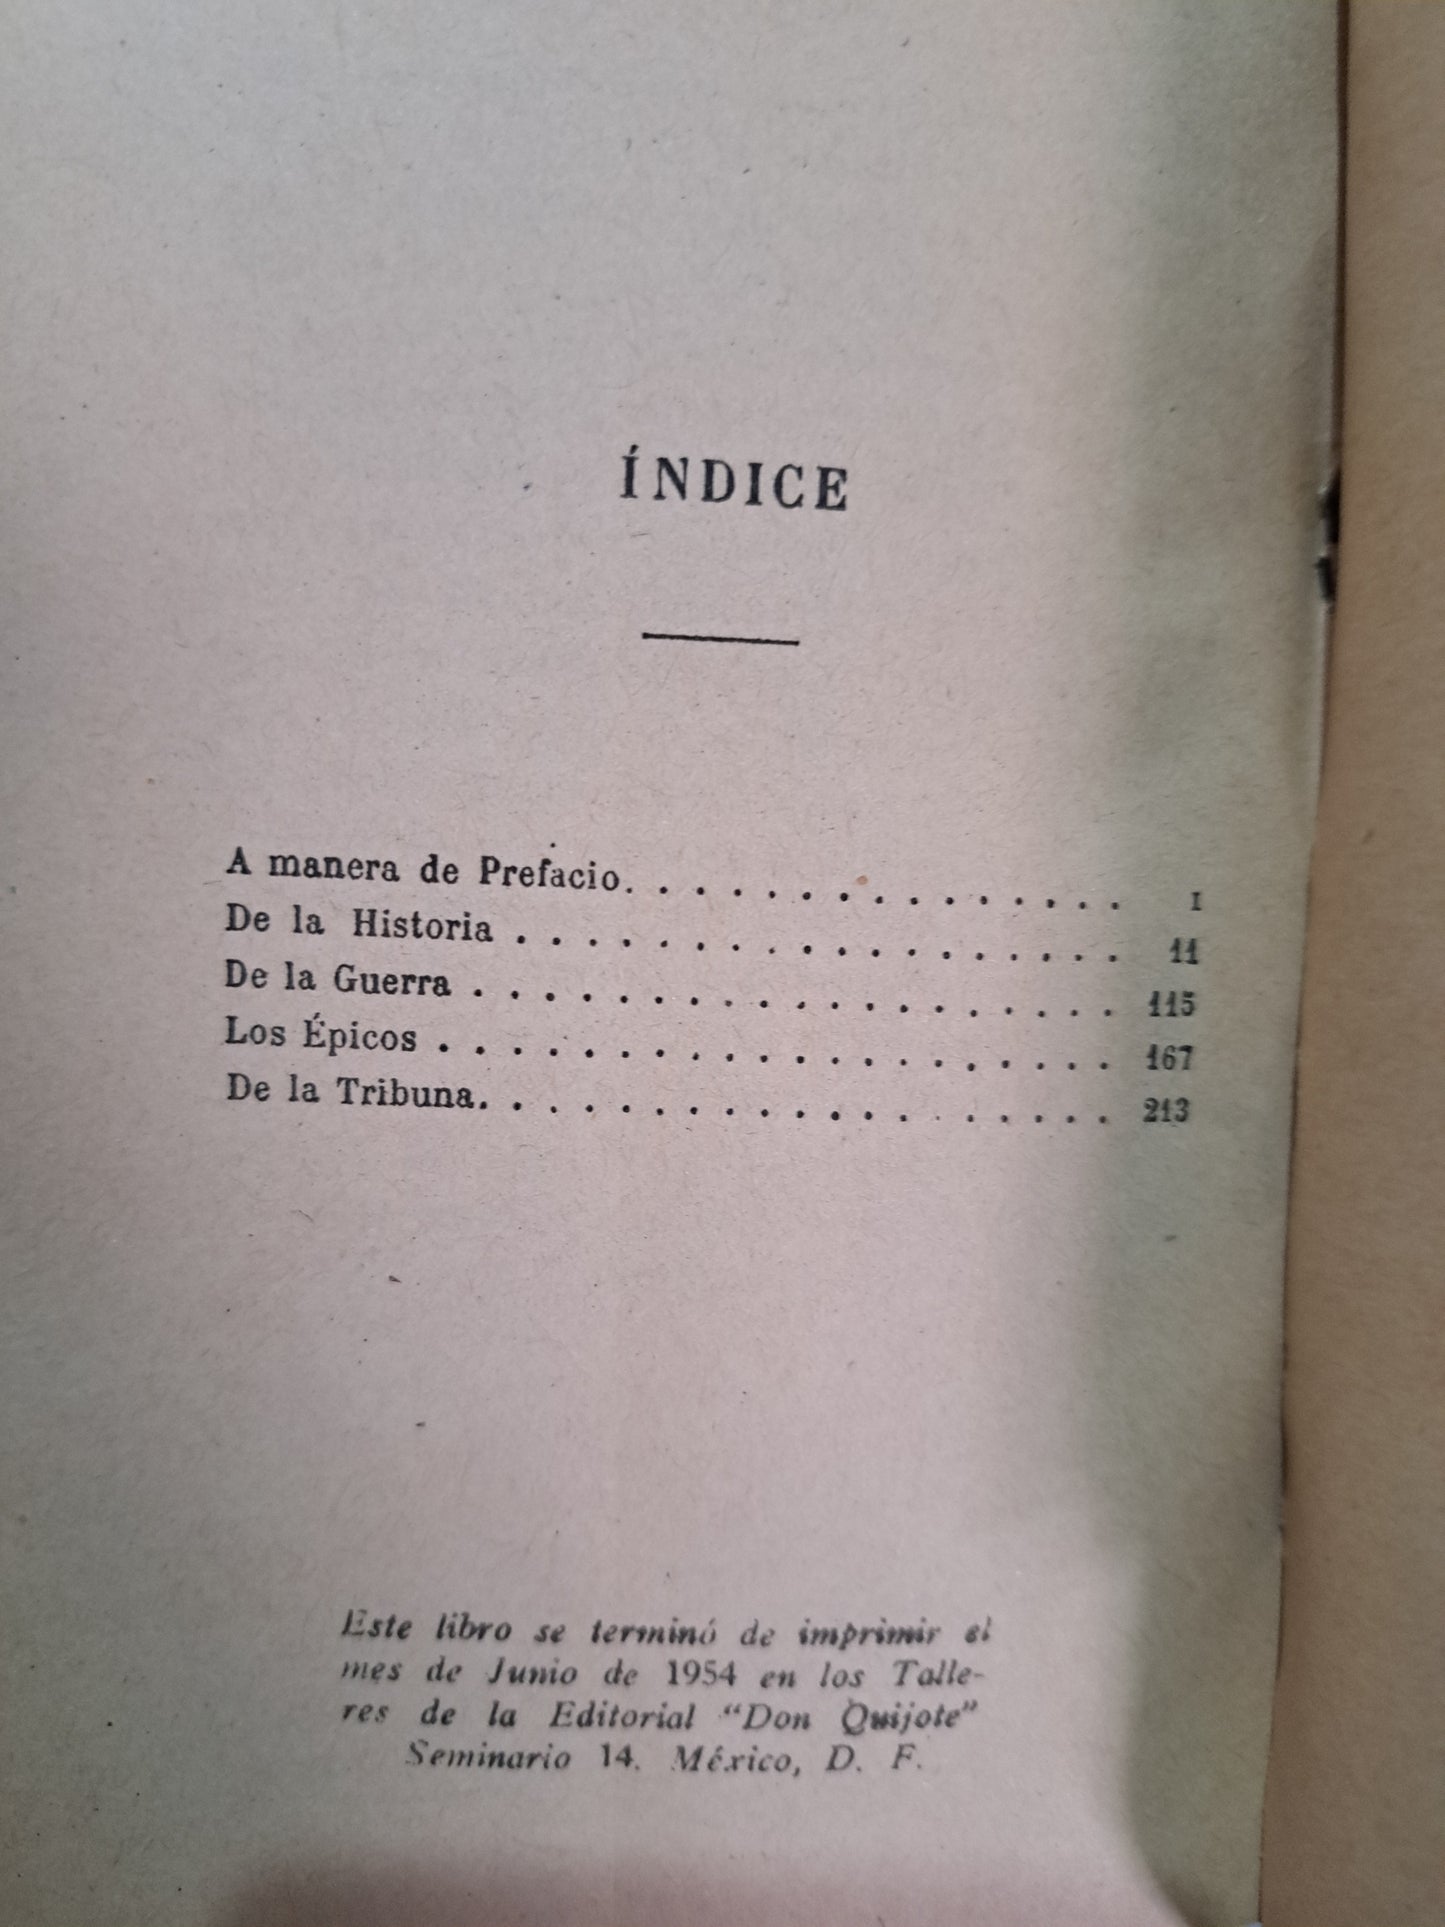 ÍNDICE
A manera de Prefacio. . . . . . . . . . . . . . . I
De la Historia . . . . . . . . . . . . . . . . . 11
De la Guerra . . . . . . . . . . . . . . . . . . 115
Los Épicos . . . . . . . . . . . . . . . . . . . 167
De la Tribuna. . . . . . . . . . . . . . . . . . 213
Este libro se terminó de imprimir el
mes de Junio de 1954 en los Talle-
res de la Editorial "Don Quijote"
Seminario 14. México, D. F.